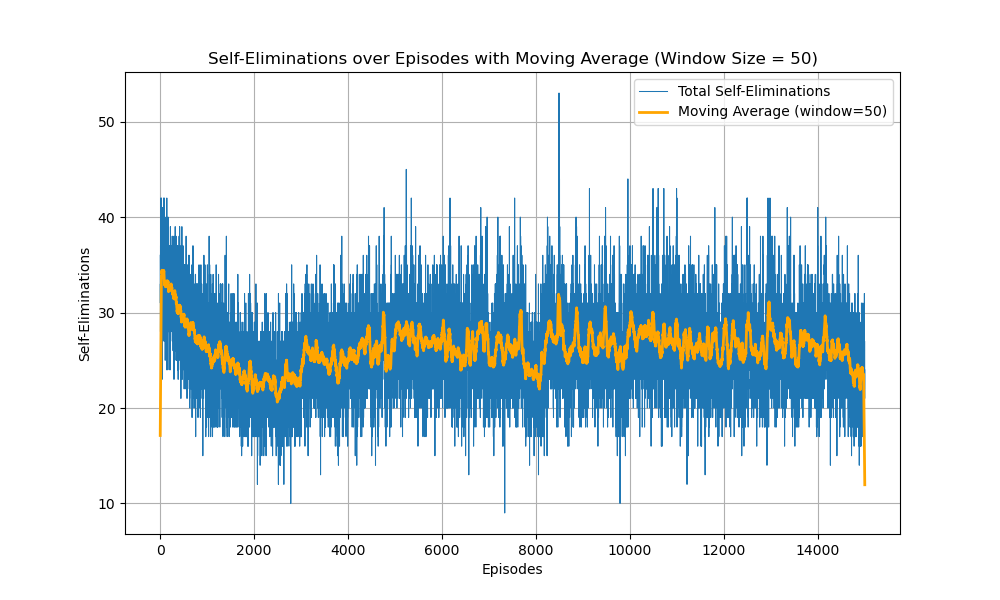 Self-Eliminations over Episodes with Moving Average (Window Size = 50)
Total Self-Eliminations
Moving Average (window=50)
50
40
30
20
10
Self-Eliminations
0 2000 4000 6000 8000 10000 12000 14000
Episodes